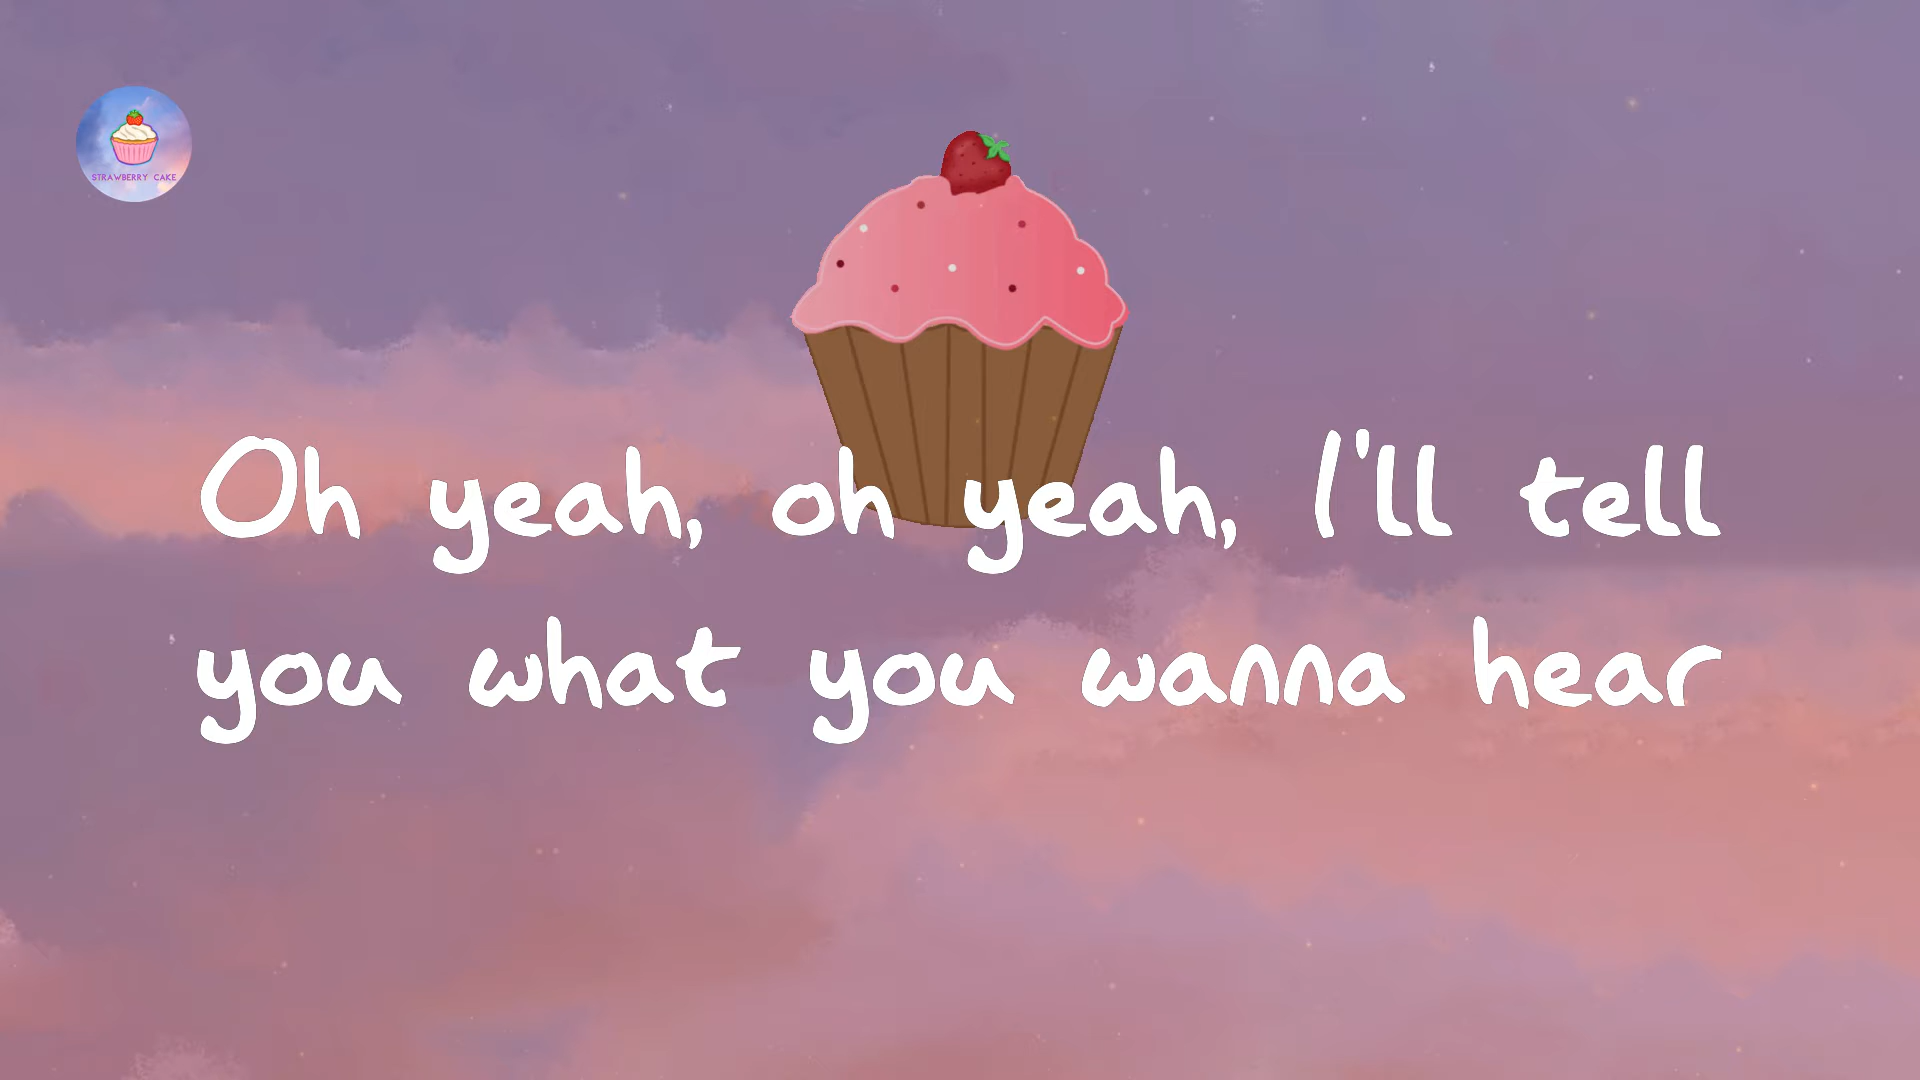 STRAWBERRY CAKE
Oh yeah, oh yeah, I'll tell
you what you wanna hear